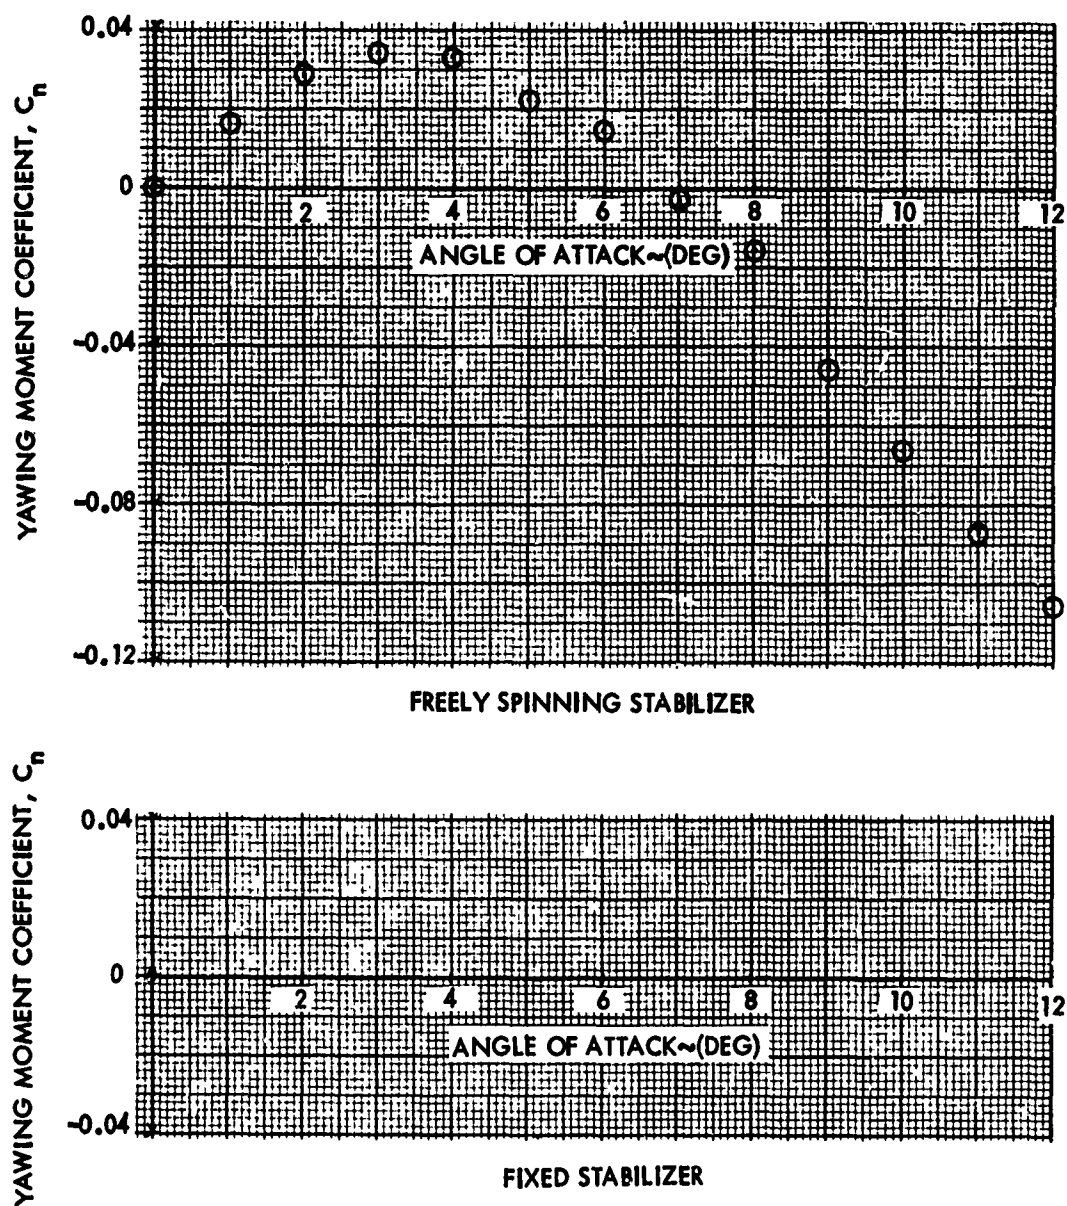 YAWING MOMENT COEFFICIENT, Cn
0.04
0
-0.04
-0.08
-0.12
2 4 6 8 10 12
ANGLE OF ATTACK~(DEG)
FREELY SPINNING STABILIZER
YAWING MOMENT COEFFICIENT, Cn
0.04
0
-0.04
2 4 6 8 10 12
ANGLE OF ATTACK~(DEG)
FIXED STABILIZER